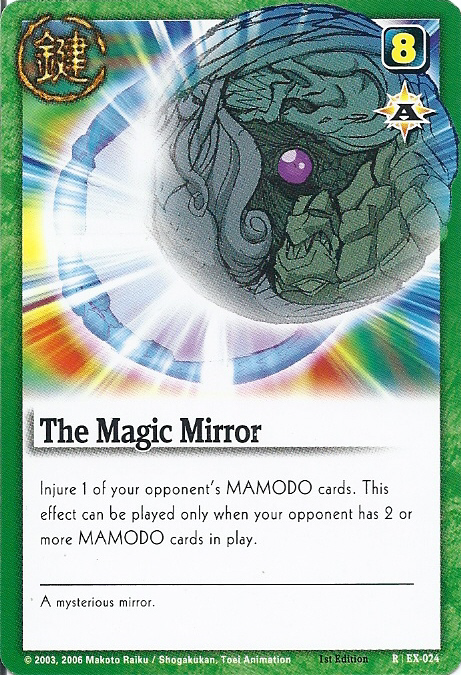 鍵
8
A
The Magic Mirror
Injure 1 of your opponent's MAMODO cards. This
effect can be played only when your opponent has 2 or
more MAMODO cards in play.
A mysterious mirror.
© 2003, 2006 Makoto Raiku / Shogakukan, Toei Animation 1st Edition R | EX-024